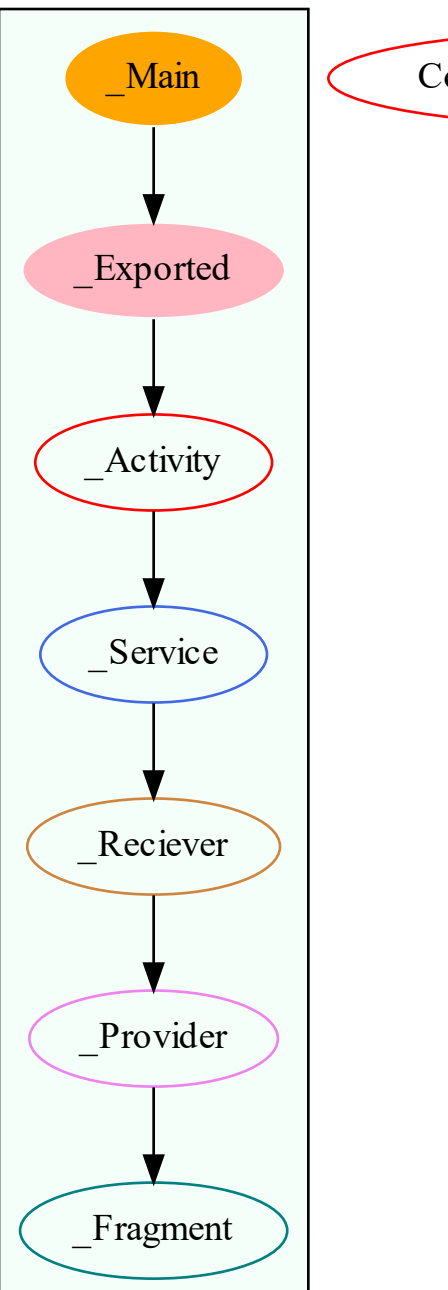 _Main
_Exported
_Activity
_Service
_Reciever
_Provider
_Fragment